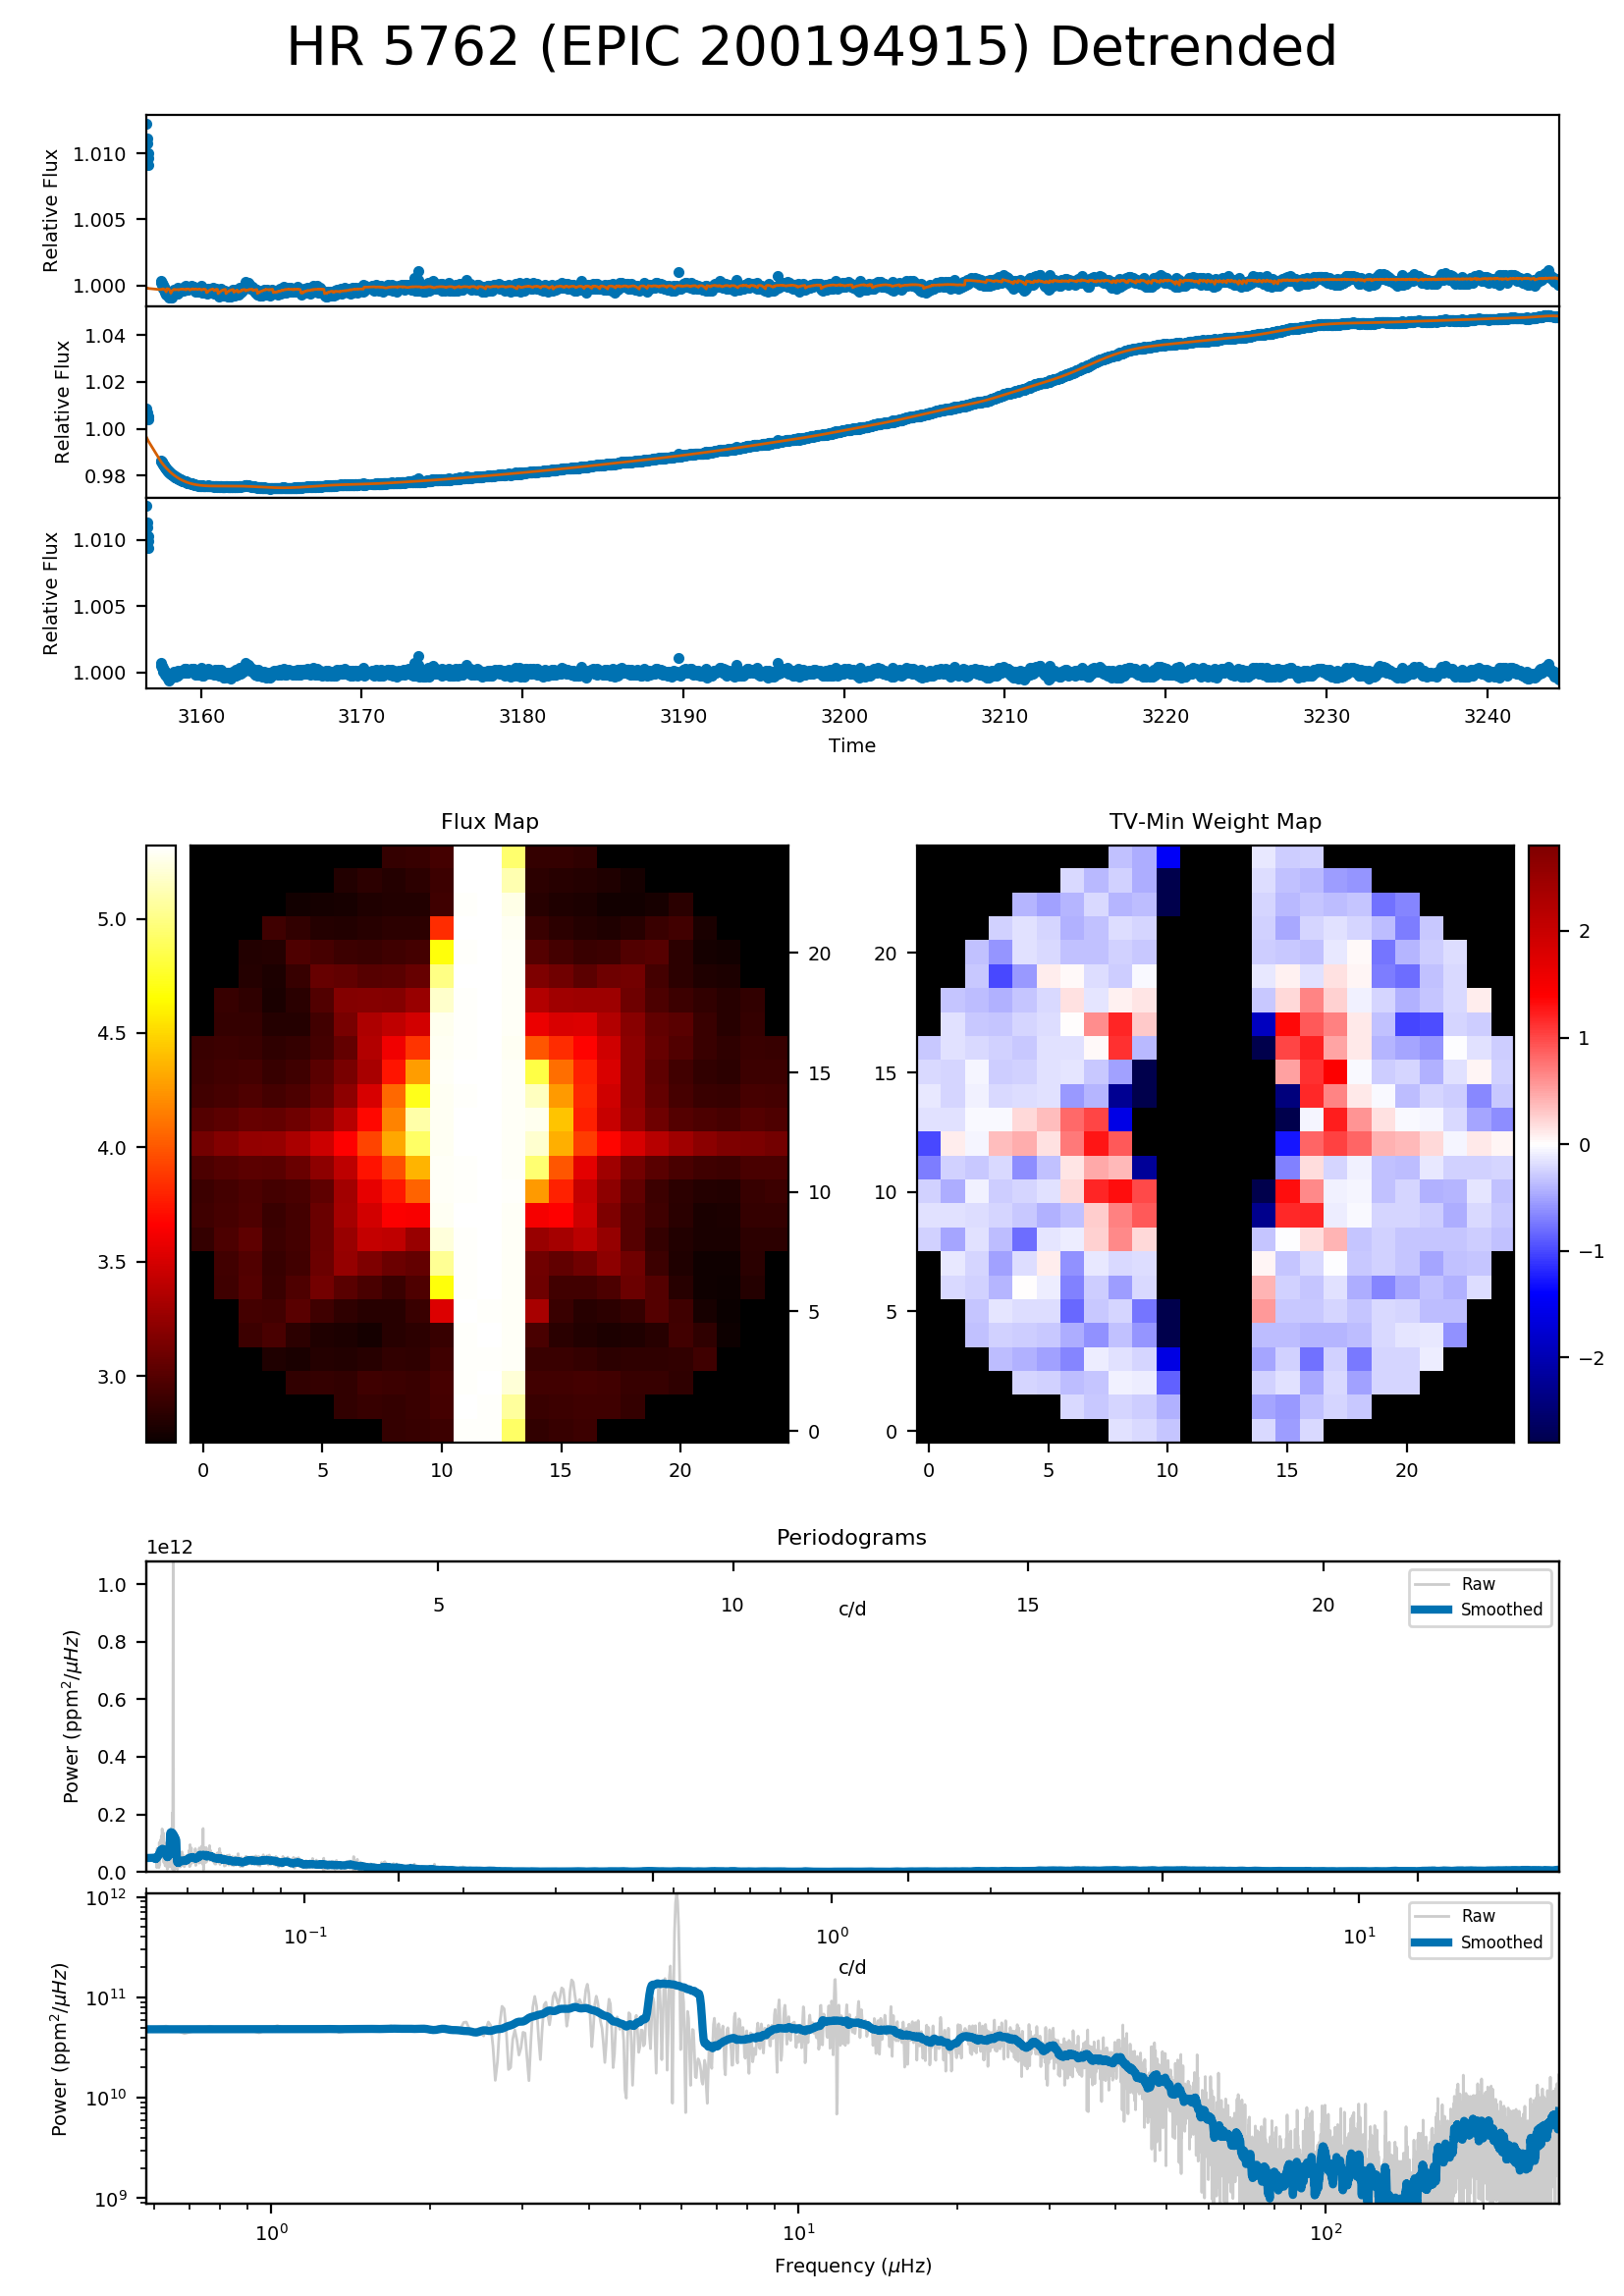 HR 5762 (EPIC 200194915) Detrended
Relative Flux
1.010
1.005
1.000
Relative Flux
1.04
1.02
1.00
0.98
Relative Flux
1.010
1.005
1.000
3160 3170 3180 3190 3200 3210 3220 3230 3240
Time
Flux Map
5.0
4.5
4.0
3.5
3.0
20
15
10
5
0
0 5 10 15 20
TV-Min Weight Map
20
15
10
5
0
0 5 10 15 20
2
1
0
−1
−2
Periodograms
1e12
Power (ppm²/μHz)
1.0
0.8
0.6
0.4
0.2
0.0
5 10 15 20
c/d
Raw
Smoothed
Power (ppm²/μHz)
10¹²
10¹¹
10¹⁰
10⁹
10⁻¹ 10⁰ 10¹
c/d
Raw
Smoothed
10⁰ 10¹ 10²
Frequency (μHz)